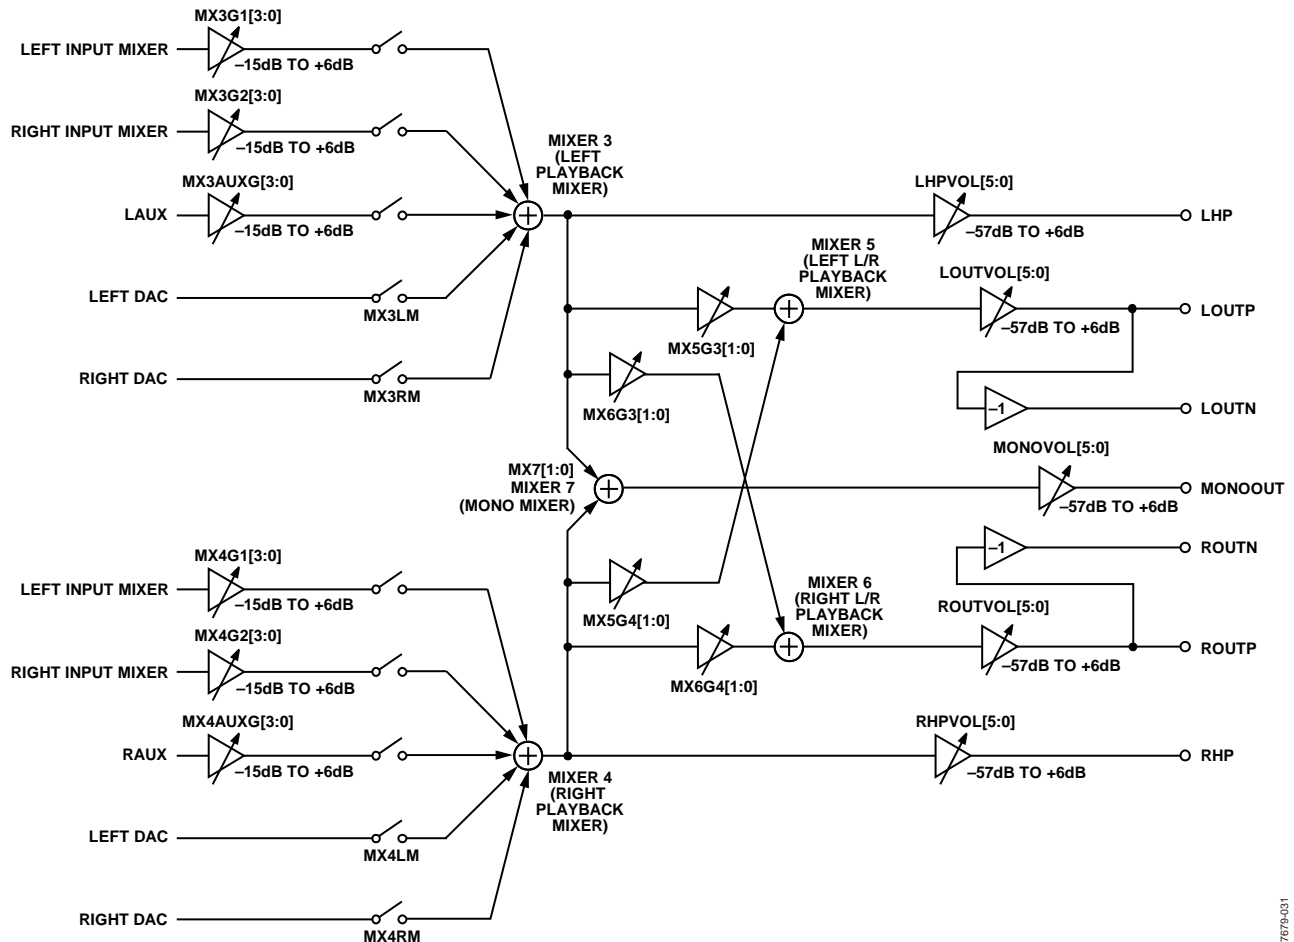 MX3G1[3:0]
LEFT INPUT MIXER
–15dB TO +6dB
MX3G2[3:0]
RIGHT INPUT MIXER
–15dB TO +6dB
MIXER 3
(LEFT
PLAYBACK
MIXER)
MX3AUXG[3:0]
LAUX
–15dB TO +6dB
LHPVOL[5:0]
–57dB TO +6dB
LHP
MIXER 5
(LEFT L/R
PLAYBACK
MIXER)
LOUTVOL[5:0]
LEFT DAC
MX3LM
MX5G3[1:0]
–57dB TO +6dB
LOUTP
RIGHT DAC
MX3RM
MX6G3[1:0]
–1
LOUTN
MONOVOL[5:0]
MX7[1:0]
MIXER 7
(MONO MIXER)
–57dB TO +6dB
MONOOUT
–1
ROUTN
MX4G1[3:0]
LEFT INPUT MIXER
–15dB TO +6dB
MX5G4[1:0]
MIXER 6
(RIGHT L/R
PLAYBACK
MIXER)
ROUTVOL[5:0]
MX4G2[3:0]
RIGHT INPUT MIXER
–15dB TO +6dB
MX6G4[1:0]
–57dB TO +6dB
ROUTP
MX4AUXG[3:0]
RAUX
–15dB TO +6dB
RHPVOL[5:0]
–57dB TO +6dB
RHP
MIXER 4
(RIGHT
PLAYBACK
MIXER)
LEFT DAC
MX4LM
RIGHT DAC
MX4RM
7679-031